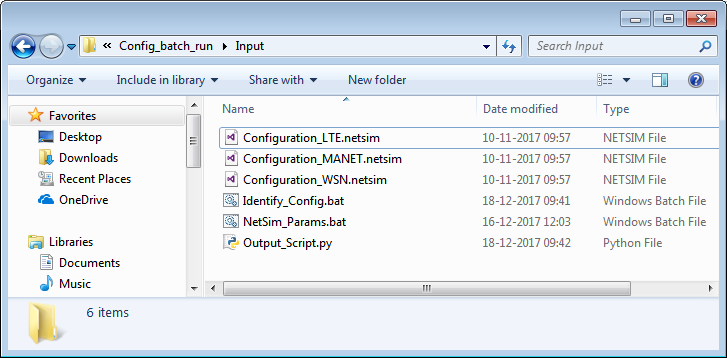 « Config_batch_run ▸ Input
Search Input
Organize Include in library Share with New folder
Favorites
Desktop
Downloads
Recent Places
OneDrive
Libraries
Documents
Music
Name Date modified Type
Configuration_LTE.netsim 10-11-2017 09:57 NETSIM File
Configuration_MANET.netsim 10-11-2017 09:57 NETSIM File
Configuration_WSN.netsim 10-11-2017 09:57 NETSIM File
Identify_Config.bat 18-12-2017 09:41 Windows Batch File
NetSim_Params.bat 16-12-2017 12:03 Windows Batch File
Output_Script.py 18-12-2017 09:42 Python File
6 items